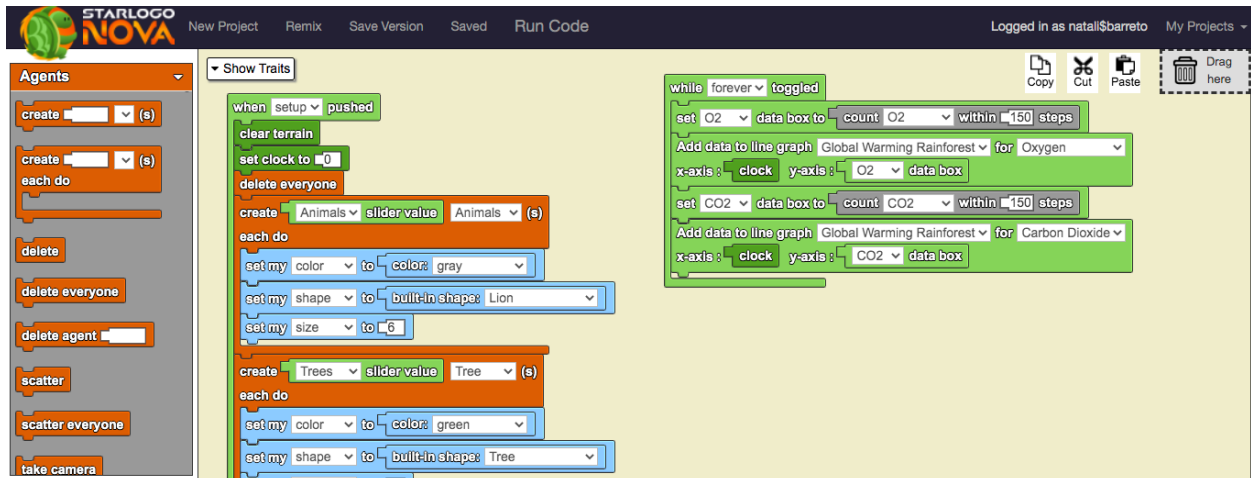 STARLOGO
NOVA
New Project Remix Save Version Saved Run Code
Logged in as natali$barreto My Projects
Agents
create (s)
create (s)
each do
delete
delete everyone
delete agent
scatter
scatter everyone
take camera
Show Traits
when setup pushed
clear terrain
set clock to 0
delete everyone
create Animals slider value Animals (s)
each do
set my color to color: gray
set my shape to built-in shape: Lion
set my size to 6
create Trees slider value Tree (s)
each do
set my color to color: green
set my shape to built-in shape: Tree
while forever toggled
set O2 data box to count O2 within 150 steps
Add data to line graph Global Warming Rainforest for Oxygen
x-axis : clock y-axis : O2 data box
set CO2 data box to count CO2 within 150 steps
Add data to line graph Global Warming Rainforest for Carbon Dioxide
x-axis : clock y-axis : CO2 data box
Copy Cut Paste
Drag
here